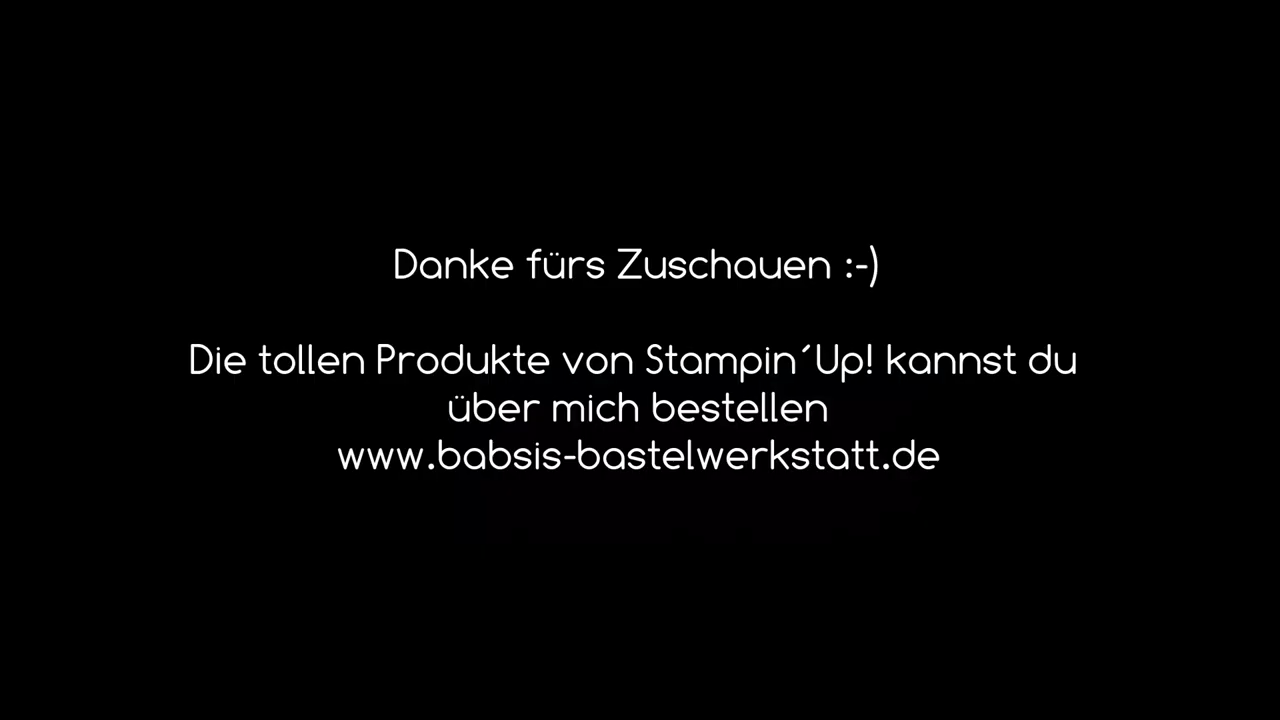 Danke fürs Zuschauen :-)
Die tollen Produkte von Stampin´Up! kannst du
über mich bestellen
www.babsis-bastelwerkstatt.de